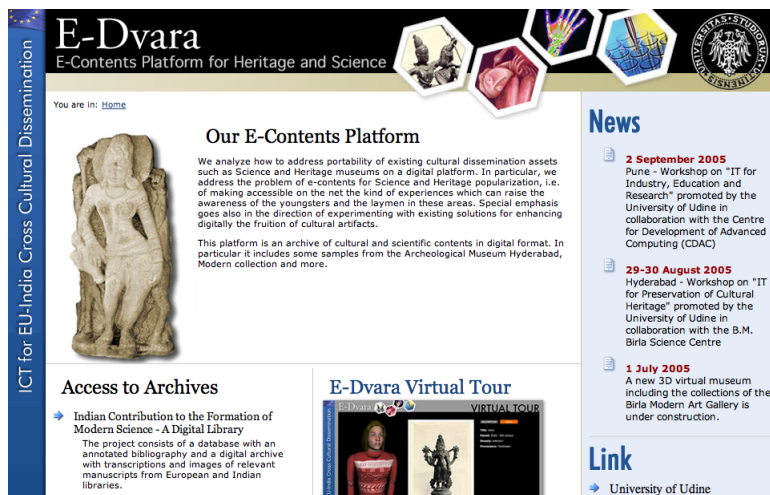 E-Dvara
E-Contents Platform for Heritage and Science
ICT for EU-India Cross Cultural Dissemination
UNIVERSITAS STUDIORUM UTINENSIS
You are in: Home
Our E-Contents Platform
We analyze how to address portability of existing cultural dissemination assets
such as Science and Heritage museums on a digital platform. In particular, we
address the problem of e-contents for Science and Heritage popularization, i.e.
of making accessible on the net the kind of experiences which can raise the
awareness of the youngsters and the laymen in these areas. Special emphasis
goes also in the direction of experimenting with existing solutions for enhancing
digitally the fruition of cultural artifacts.
This platform is an archive of cultural and scientific contents in digital format. In
particular it includes some samples from the Archeological Museum Hyderabad,
Modern collection and more.
Access to Archives
Indian Contribution to the Formation of
Modern Science - A Digital Library
The project consists of a database with an
annotated bibliography and a digital archive
with transcriptions and images of relevant
manuscripts from European and Indian
libraries.
E-Dvara Virtual Tour
E-Dvara
VIRTUAL TOUR
News
2 September 2005
Pune - Workshop on "IT for
Industry, Education and
Research" promoted by the
University of Udine in
collaboration with the Centre
for Development of Advanced
Computing (CDAC)
29-30 August 2005
Hyderabad - Workshop on "IT
for Preservation of Cultural
Heritage" promoted by the
University of Udine in
collaboration with the B.M.
Birla Science Centre
1 July 2005
A new 3D virtual museum
including the collections of the
Birla Modern Art Gallery is
under construction.
Link
University of Udine